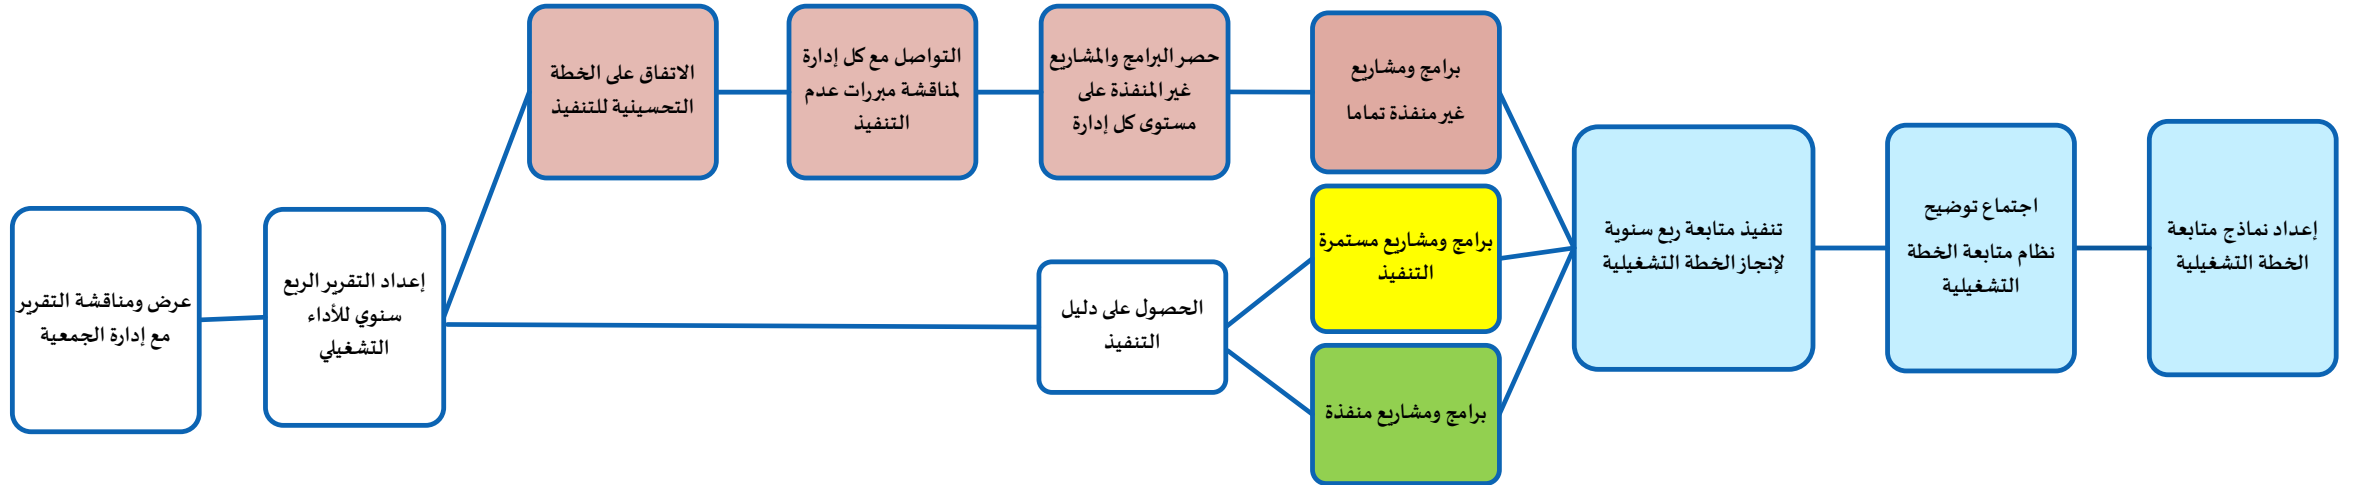 إعداد نماذج متابعة
الخطة التشغيلية
اجتماع توضيح
نظام متابعة الخطة
التشغيلية
تنفيذ متابعة ربع سنوية
لإنجاز الخطة التشغيلية
برامج ومشاريع
غير منفذة تماما
حصر البرامج والمشاريع
غير المنفذة على
مستوى كل إدارة
التواصل مع كل إدارة
لمناقشة مبررات عدم
التنفيذ
الاتفاق على الخطة
التحسينية للتنفيذ
برامج ومشاريع مستمرة
التنفيذ
برامج ومشاريع منفذة
الحصول على دليل
التنفيذ
إعداد التقرير الربع
سنوي للأداء
التشغيلي
عرض ومناقشة التقرير
مع إدارة الجمعية